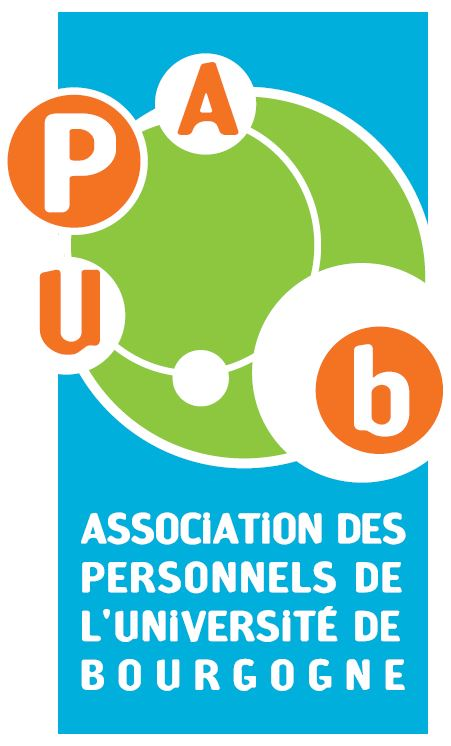 A
P
U
b
ASSOCIATION DES
PERSONNELS DE
L'UNIVERSITÉ DE
BOURGOGNE